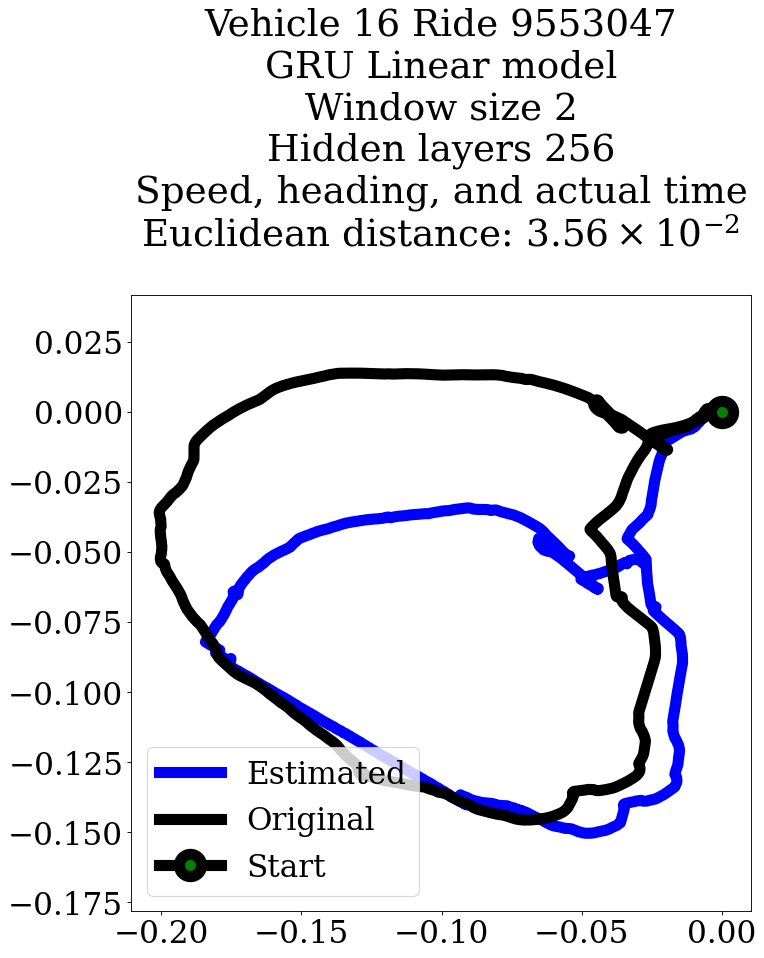 Vehicle 16 Ride 9553047
GRU Linear model
Window size 2
Hidden layers 256
Speed, heading, and actual time
Euclidean distance: 3.56 × 10⁻²
0.025
0.000
−0.025
−0.050
−0.075
−0.100
−0.125
−0.150
−0.175
Estimated
Original
Start
−0.20 −0.15 −0.10 −0.05 0.00